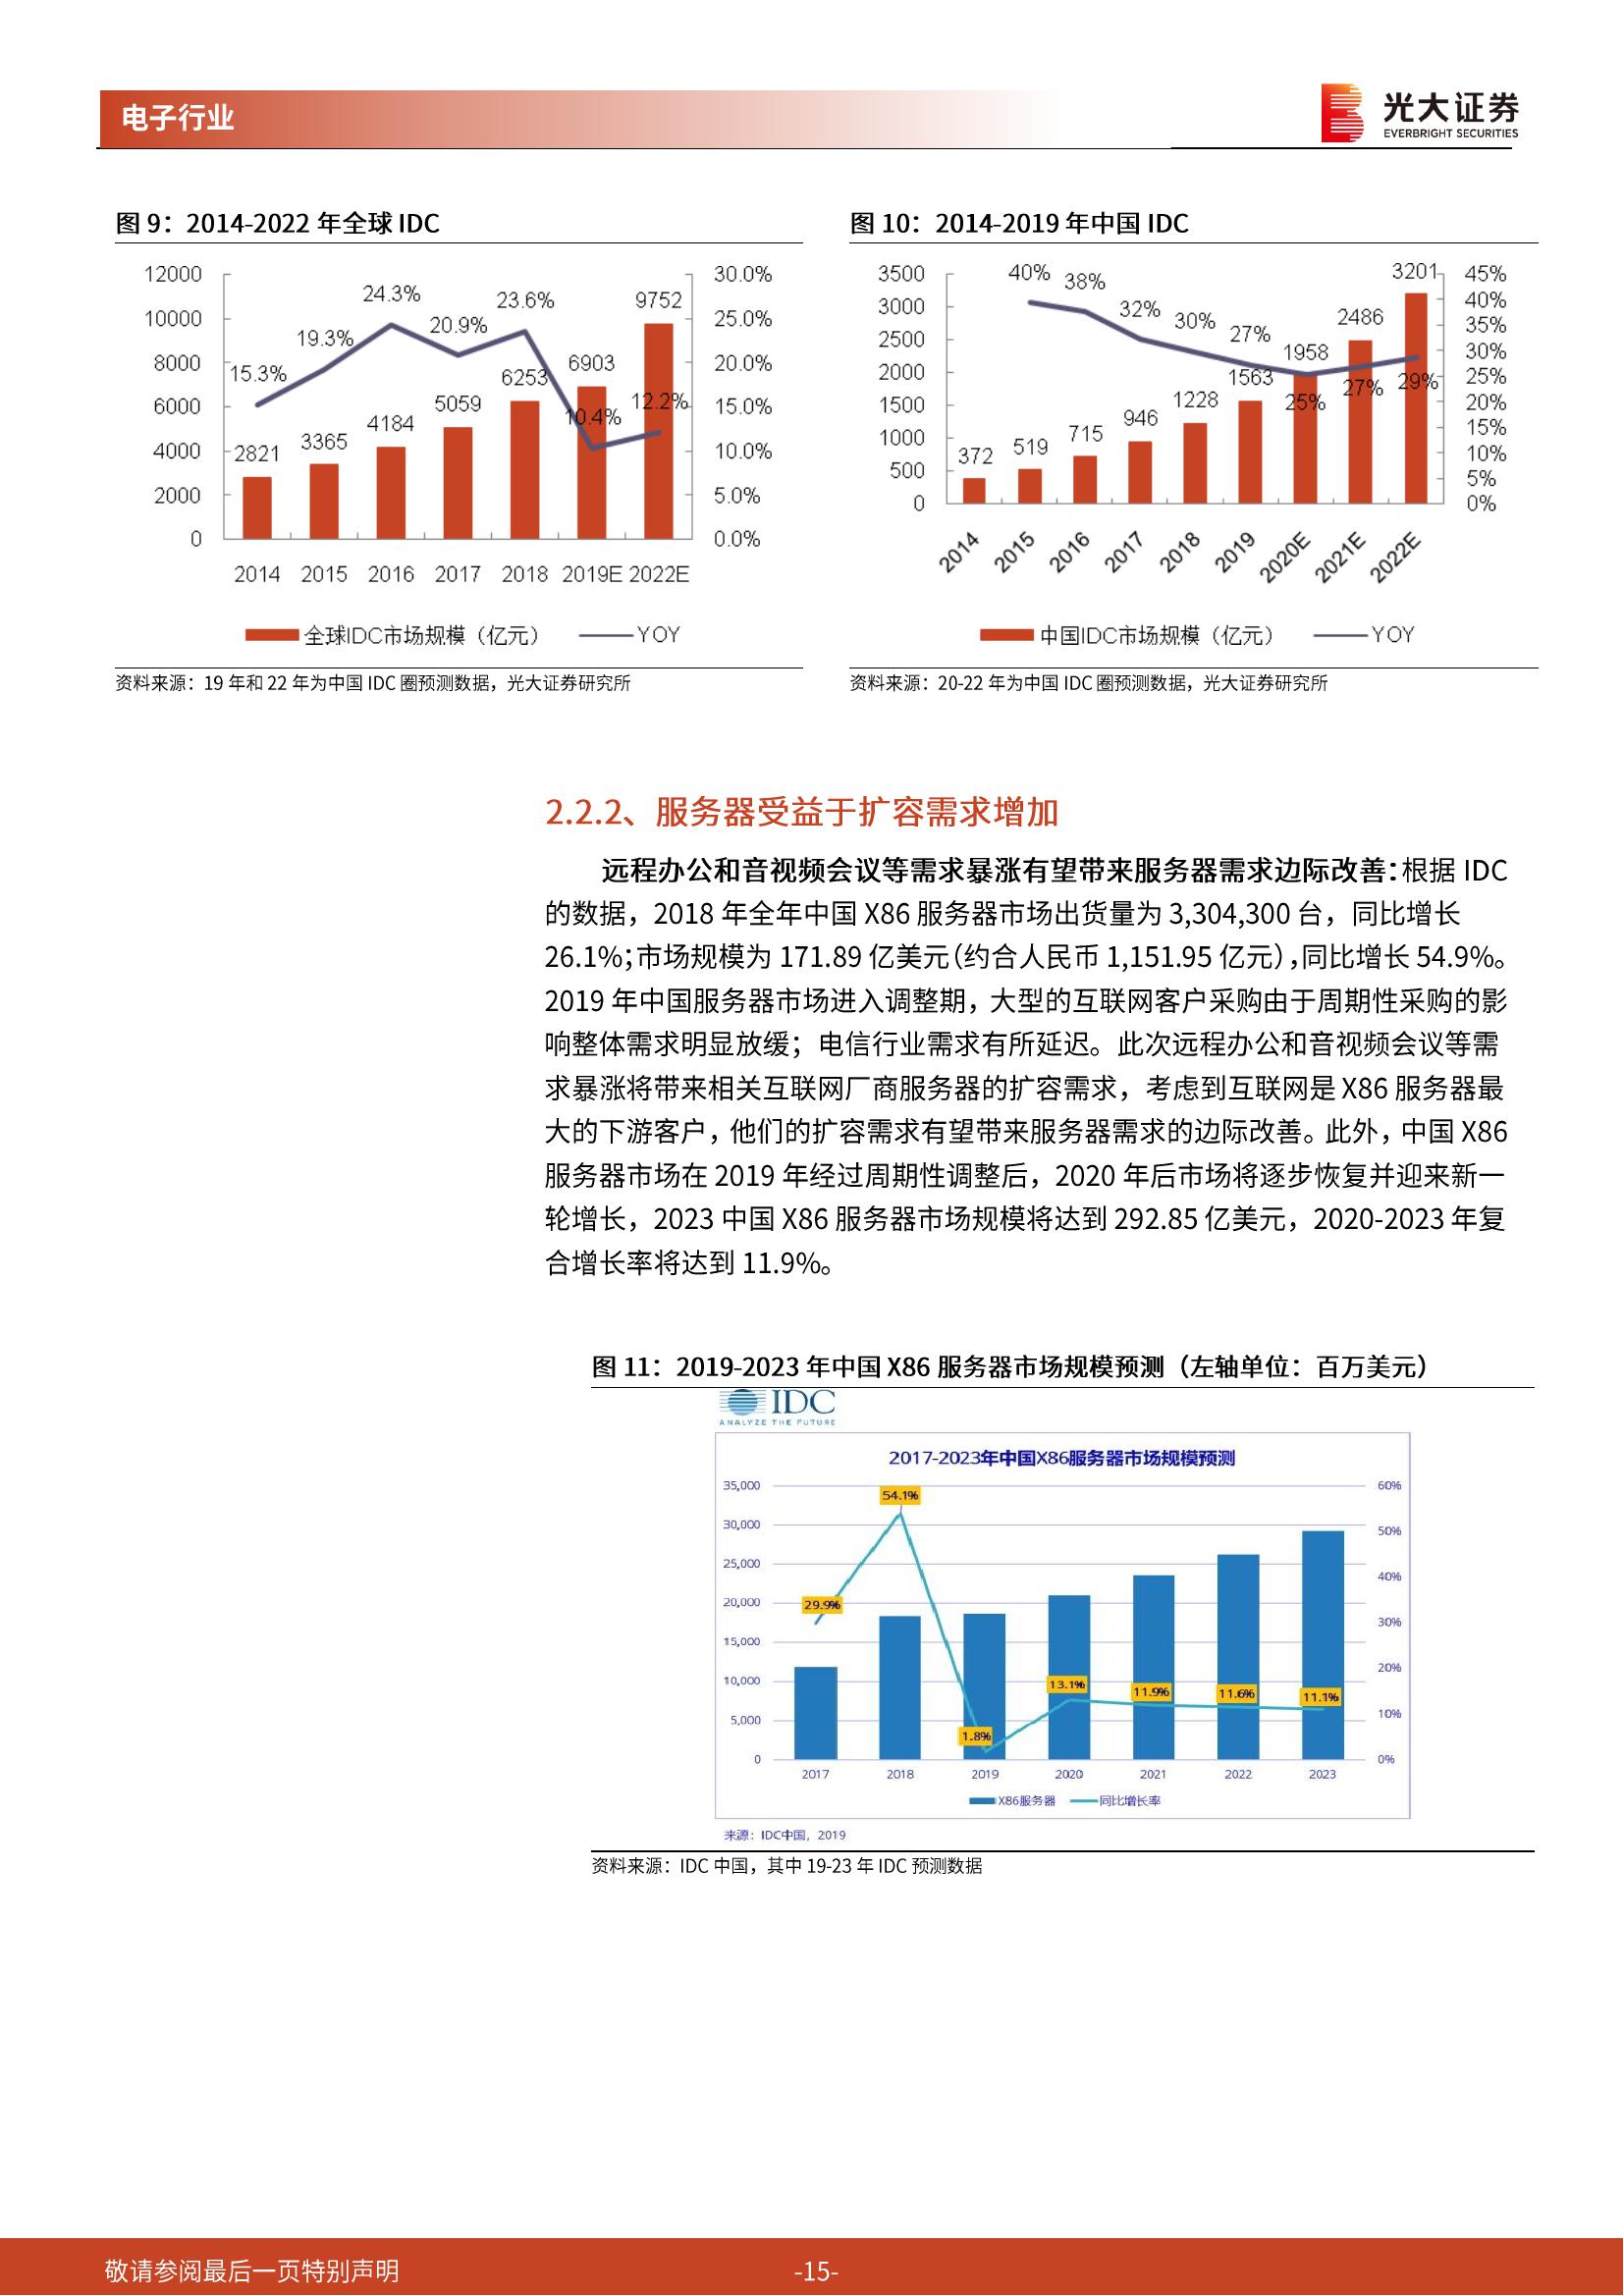 电子行业
光大证券
EVERBRIGHT SECURITIES
图 9：2014-2022 年全球 IDC
12000
10000
8000
6000
4000
2000
0
30.0%
25.0%
20.0%
15.0%
10.0%
5.0%
0.0%
15.3%
19.3%
24.3%
20.9%
23.6%
10.4%
12.2%
2821
3365
4184
5059
6253
6903
9752
2014 2015 2016 2017 2018 2019E 2022E
全球IDC市场规模（亿元） YOY
资料来源：19 年和 22 年为中国 IDC 圈预测数据，光大证券研究所
图 10：2014-2019 年中国 IDC
3500
3000
2500
2000
1500
1000
500
0
45%
40%
35%
30%
25%
20%
15%
10%
5%
0%
40%
38%
32%
30%
27%
25%
27%
29%
372
519
715
946
1228
1563
1958
2486
3201
2014 2015 2016 2017 2018 2019 2020E 2021E 2022E
中国IDC市场规模（亿元） YOY
资料来源：20-22 年为中国 IDC 圈预测数据，光大证券研究所
2.2.2、服务器受益于扩容需求增加
远程办公和音视频会议等需求暴涨有望带来服务器需求边际改善：根据 IDC
的数据，2018 年全年中国 X86 服务器市场出货量为 3,304,300 台，同比增长
26.1%；市场规模为 171.89 亿美元（约合人民币 1,151.95 亿元），同比增长 54.9%。
2019 年中国服务器市场进入调整期，大型的互联网客户采购由于周期性采购的影
响整体需求明显放缓；电信行业需求有所延迟。此次远程办公和音视频会议等需
求暴涨将带来相关互联网厂商服务器的扩容需求，考虑到互联网是 X86 服务器最
大的下游客户，他们的扩容需求有望带来服务器需求的边际改善。此外，中国 X86
服务器市场在 2019 年经过周期性调整后，2020 年后市场将逐步恢复并迎来新一
轮增长，2023 中国 X86 服务器市场规模将达到 292.85 亿美元，2020-2023 年复
合增长率将达到 11.9%。
图 11：2019-2023 年中国 X86 服务器市场规模预测（左轴单位：百万美元）
IDC
ANALYZE THE FUTURE
2017-2023年中国X86服务器市场规模预测
35,000
30,000
25,000
20,000
15,000
10,000
5,000
0
60%
50%
40%
30%
20%
10%
0%
29.9%
54.1%
1.8%
13.1%
11.9%
11.6%
11.1%
2017 2018 2019 2020 2021 2022 2023
X86服务器 同比增长率
来源：IDC中国，2019
资料来源：IDC 中国，其中 19-23 年 IDC 预测数据
敬请参阅最后一页特别声明
-15-